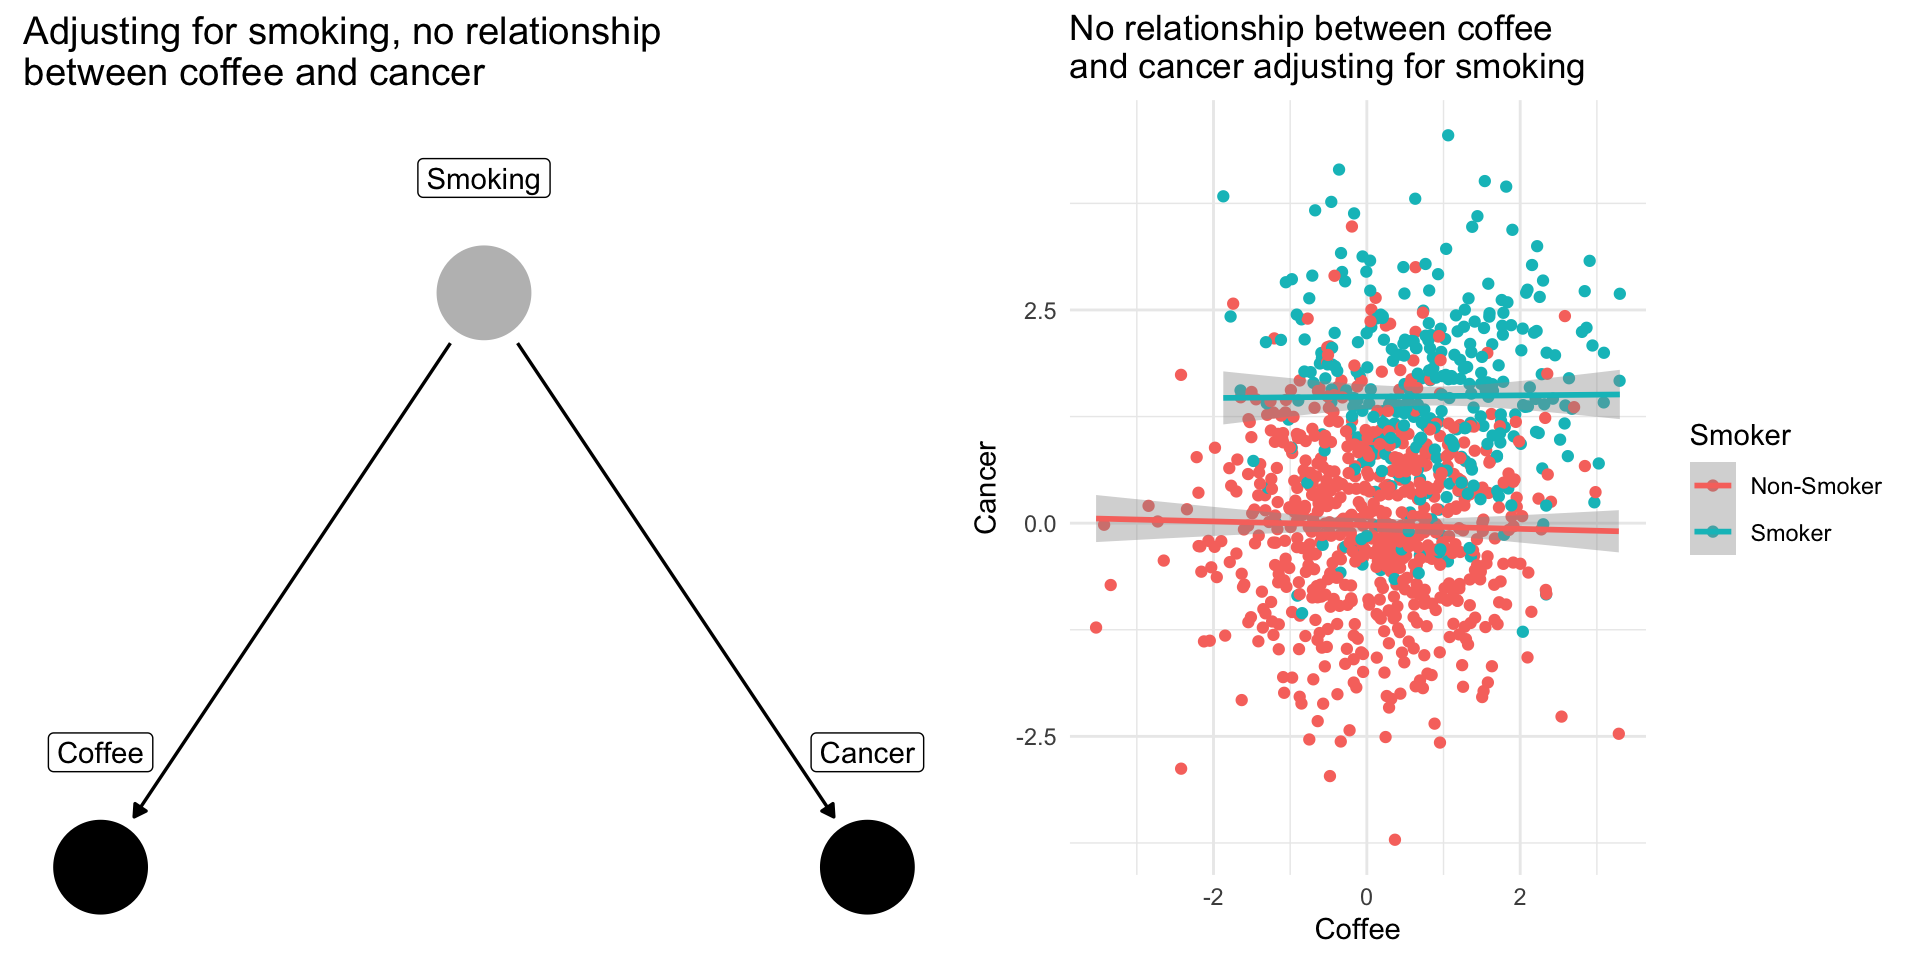 Adjusting for smoking, no relationship
between coffee and cancer
Smoking
Coffee
Cancer
No relationship between coffee
and cancer adjusting for smoking
Cancer
2.5
0.0
-2.5
-2
0
2
Coffee
Smoker
Non-Smoker
Smoker